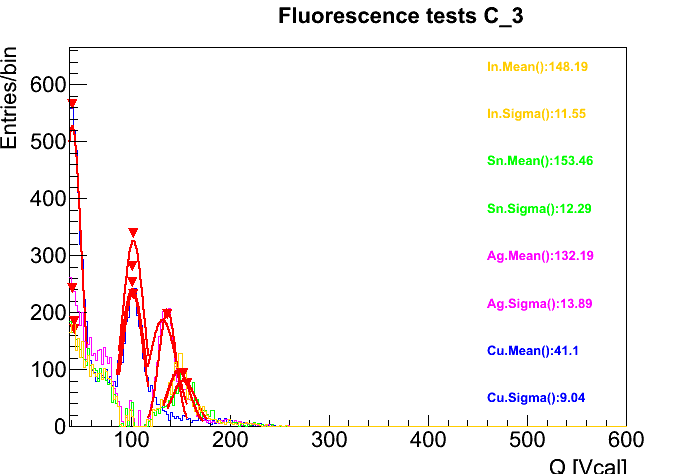 Fluorescence tests C_3
Entries/bin
600
500
400
300
200
100
0
In.Mean():148.19
In.Sigma():11.55
Sn.Mean():153.46
Sn.Sigma():12.29
Ag.Mean():132.19
Ag.Sigma():13.89
Cu.Mean():41.1
Cu.Sigma():9.04
100 200 300 400 500 600
Q [Vcal]